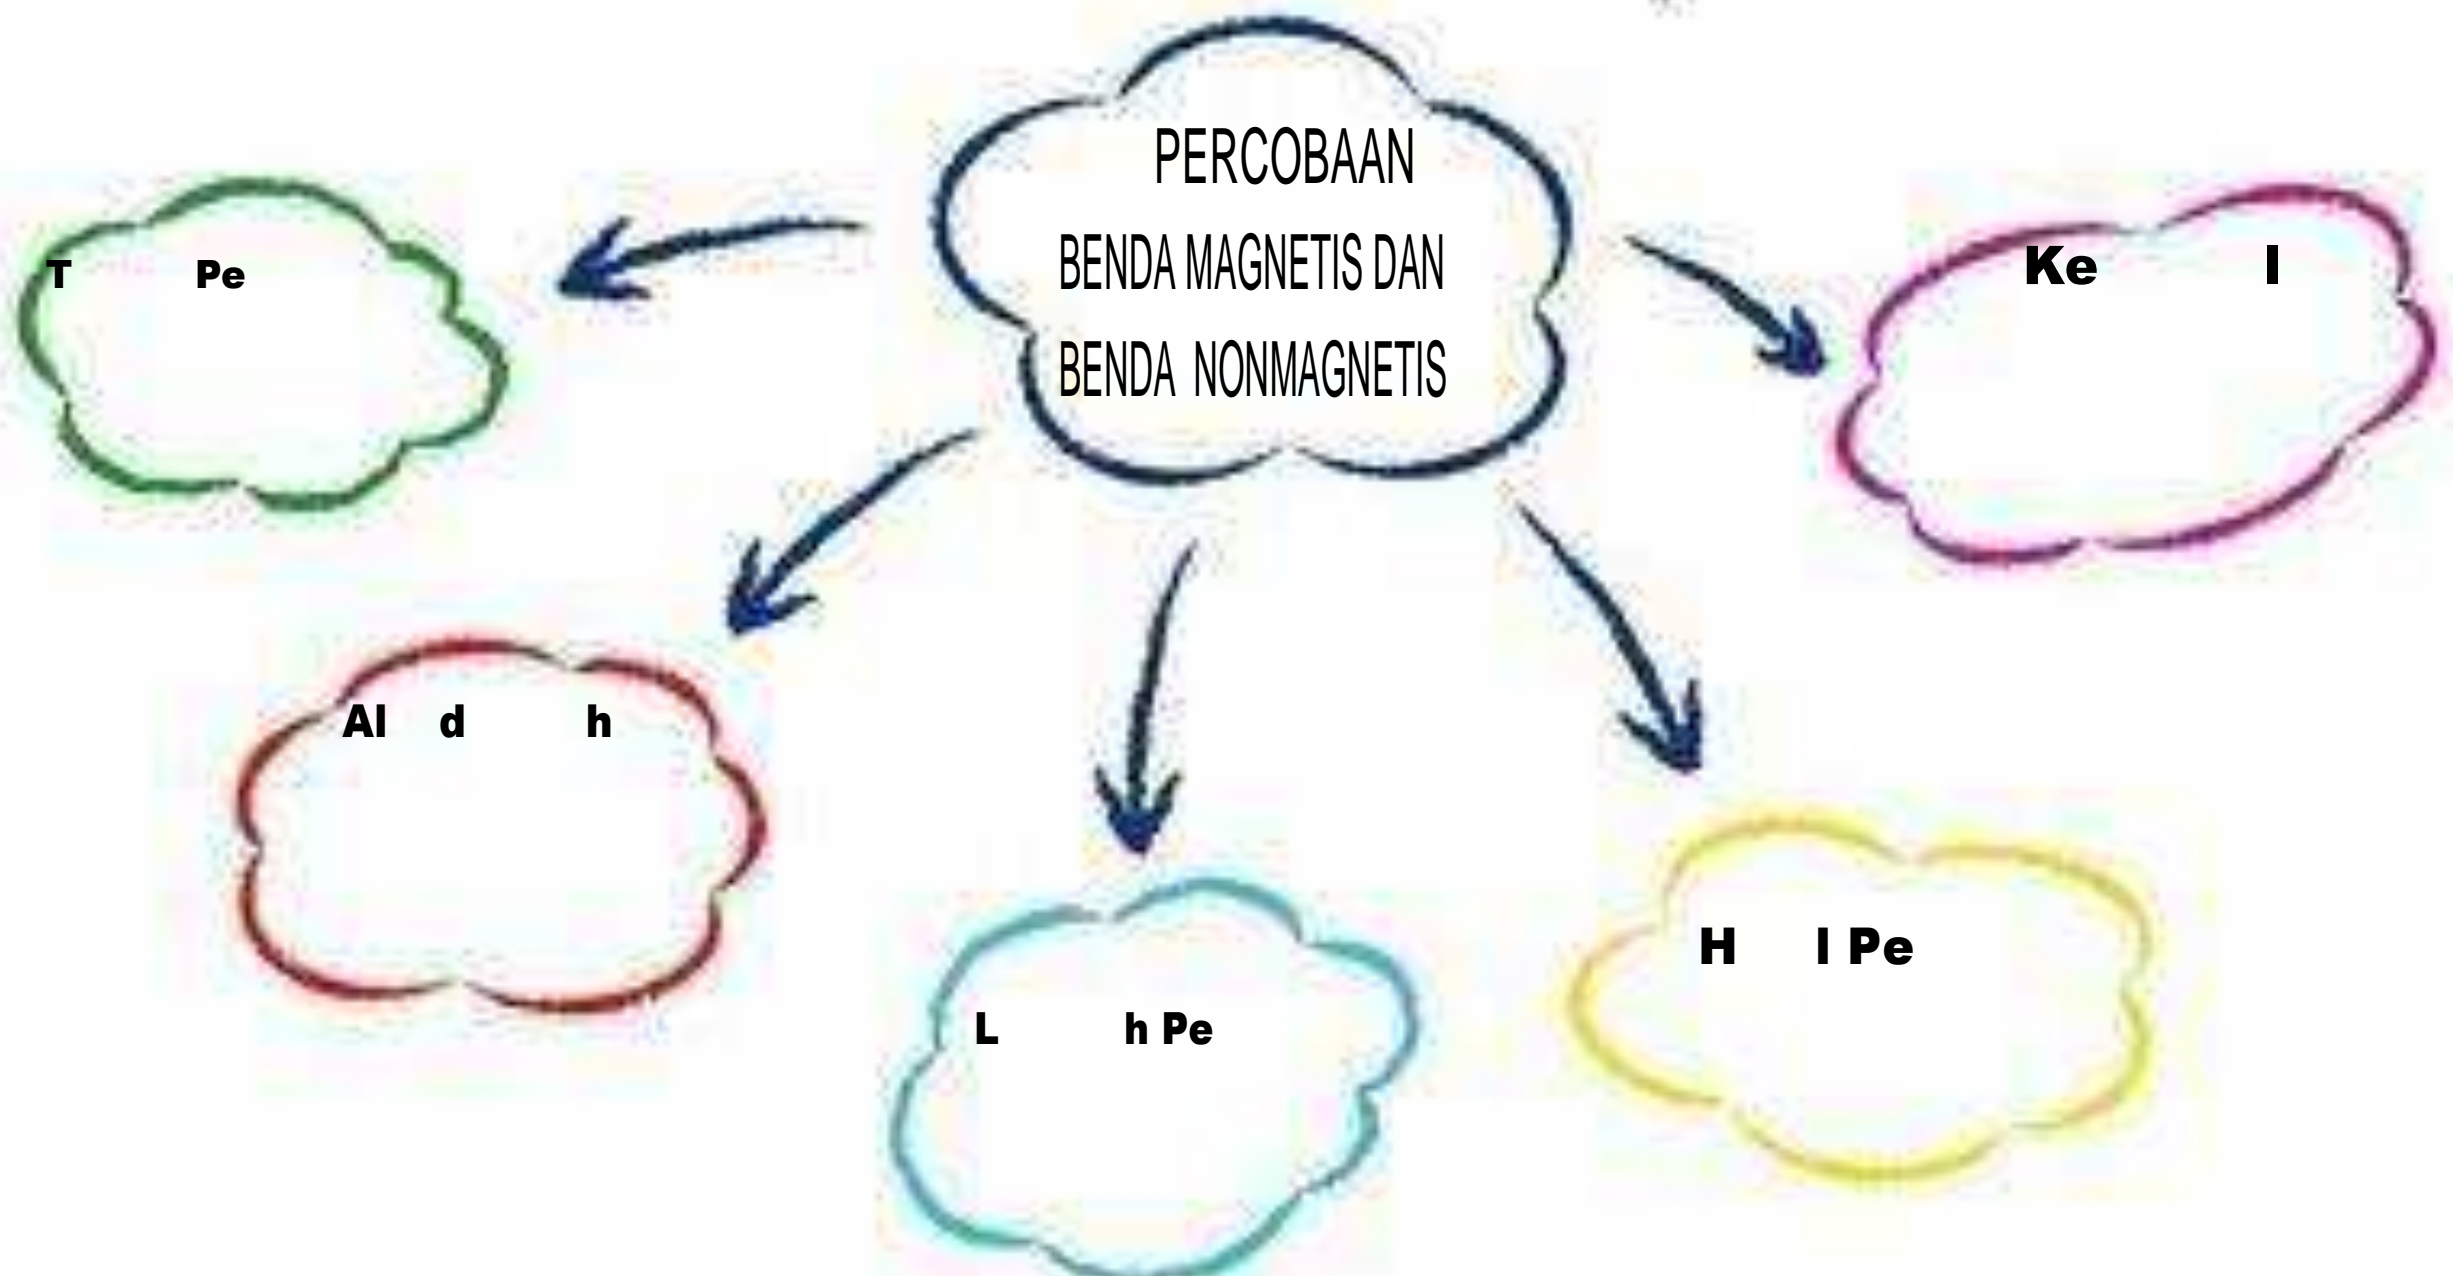 PERCOBAAN
BENDA MAGNETIS DAN
BENDA NONMAGNETIS
T Pe
Ke l
Al d h
H l Pe
L h Pe